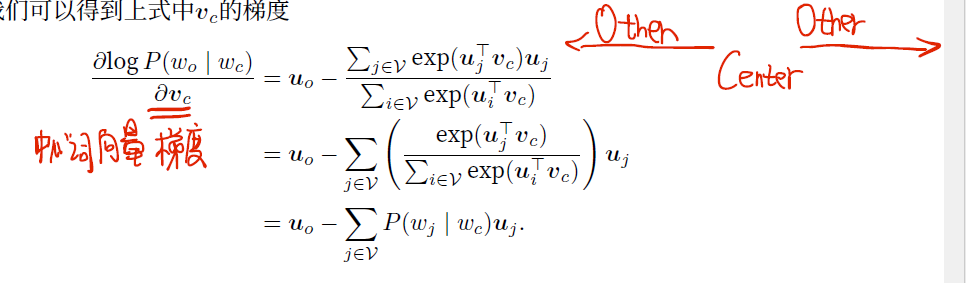 们可以得到上式中v_c的梯度
Other Other
Center
∂log P(w_o | w_c) / ∂v_c = u_o − ∑_{j∈𝒱} exp(u_j^⊤ v_c)u_j / ∑_{i∈𝒱} exp(u_i^⊤ v_c)
中心词向量 梯度
= u_o − ∑_{j∈𝒱} ( exp(u_j^⊤ v_c) / ∑_{i∈𝒱} exp(u_i^⊤ v_c) ) u_j
= u_o − ∑_{j∈𝒱} P(w_j | w_c)u_j.